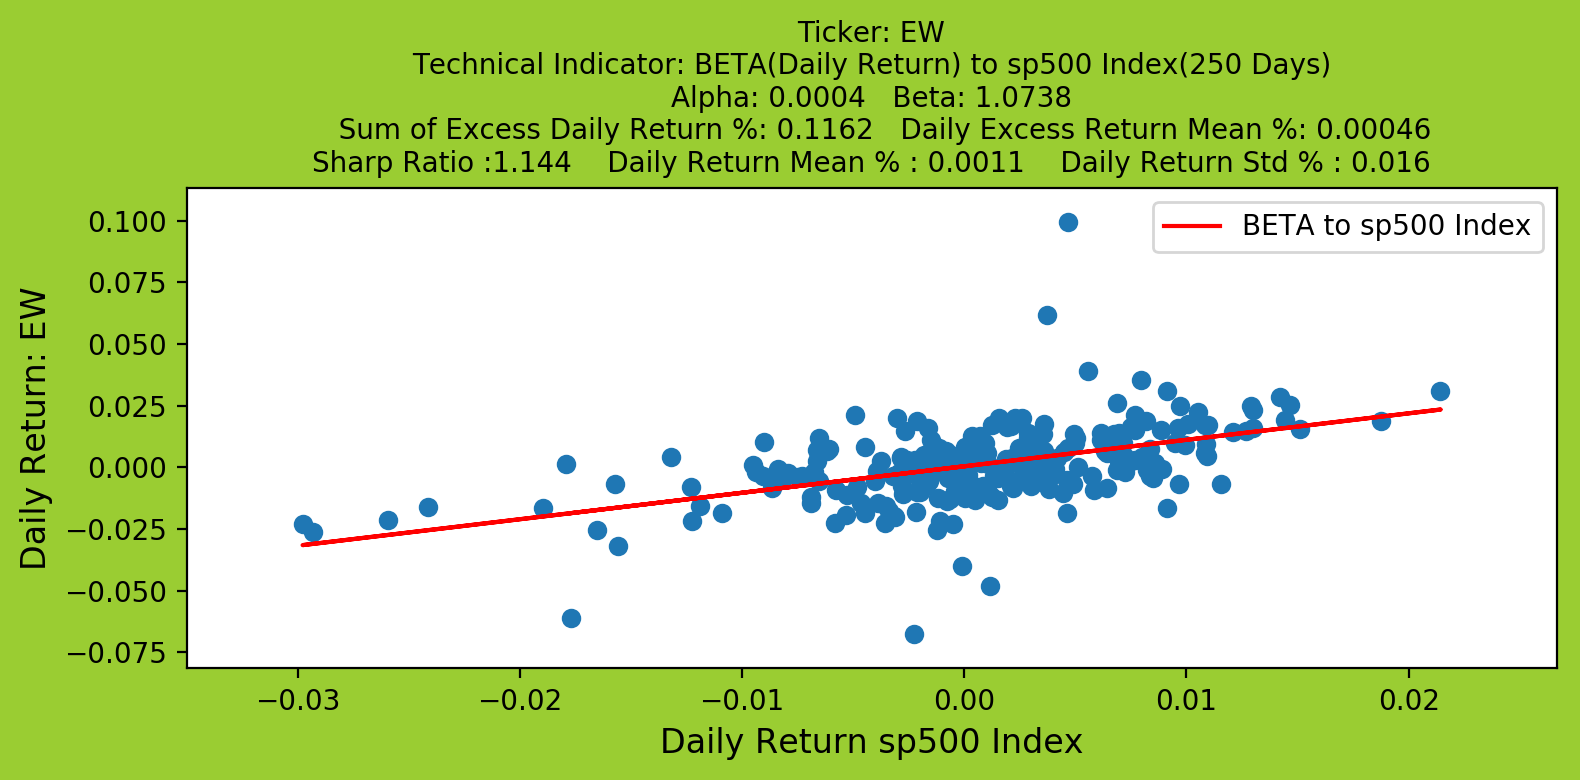 Ticker: EW
Technical Indicator: BETA(Daily Return) to sp500 Index(250 Days)
Alpha: 0.0004 Beta: 1.0738
Sum of Excess Daily Return %: 0.1162 Daily Excess Return Mean %: 0.00046
Sharp Ratio :1.144 Daily Return Mean % : 0.0011 Daily Return Std % : 0.016
BETA to sp500 Index
0.100
0.075
0.050
0.025
0.000
−0.025
−0.050
−0.075
Daily Return: EW
−0.03 −0.02 −0.01 0.00 0.01 0.02
Daily Return sp500 Index